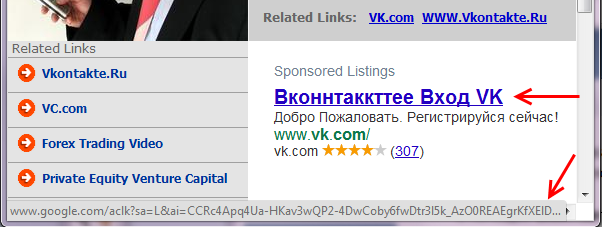 Related Links: VK.com WWW.Vkontakte.Ru
Related Links
Vkontakte.Ru
VC.com
Forex Trading Video
Private Equity Venture Capital
Sponsored Listings
Вконнтаккттее Вход VK
Добро Пожаловать. Регистрируйся сейчас!
www.vk.com/
vk.com (307)
www.google.com/aclk?sa=L&ai=CCRc4Apq4Ua-HKav3wQP2-4DwCoby6fwDtr3I5k_AzO0REAEgrKfXEID...